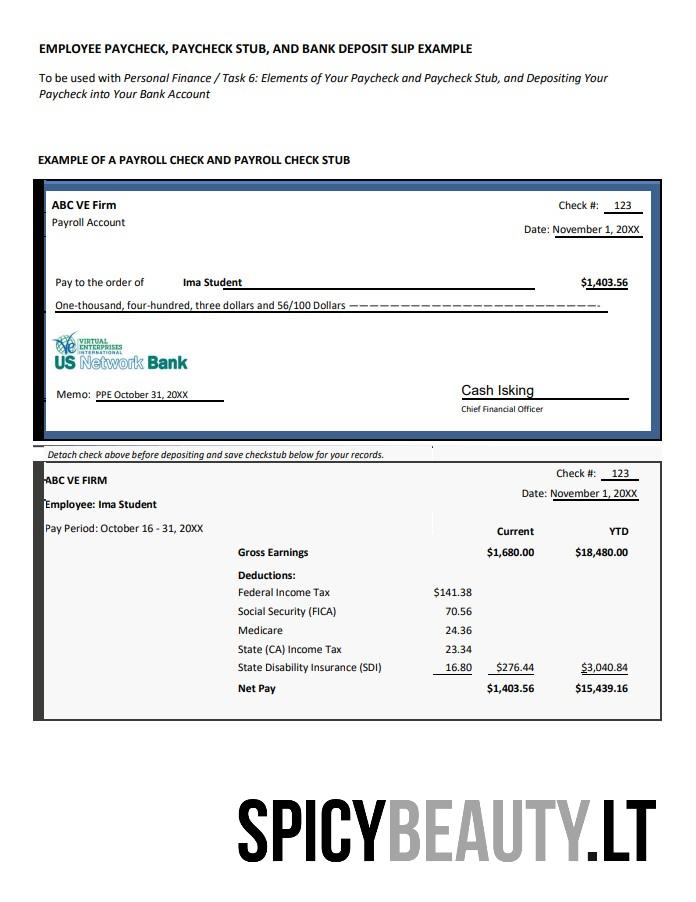 EMPLOYEE PAYCHECK, PAYCHECK STUB, AND BANK DEPOSIT SLIP EXAMPLE
To be used with Personal Finance / Task 6: Elements of Your Paycheck and Paycheck Stub, and Depositing Your
Paycheck into Your Bank Account
EXAMPLE OF A PAYROLL CHECK AND PAYROLL CHECK STUB
ABC VE Firm Check #: 123
Payroll Account
Date: November 1, 20XX
Pay to the order of Ima Student $1,403.56
One-thousand, four-hundred, three dollars and 56/100 Dollars —————————————————————————-
ve VIRTUAL
ENTERPRISES
INTERNATIONAL
US Network Bank
Memo: PPE October 31, 20XX Cash Isking
Chief Financial Officer
Detach check above before depositing and save checkstub below for your records.
Check #: 123
ABC VE FIRM
Date: November 1, 20XX
Employee: Ima Student
Pay Period: October 16 - 31, 20XX
Current YTD
Gross Earnings $1,680.00 $18,480.00
Deductions:
Federal Income Tax $141.38
Social Security (FICA) 70.56
Medicare 24.36
State (CA) Income Tax 23.34
State Disability Insurance (SDI) 16.80 $276.44 $3,040.84
Net Pay $1,403.56 $15,439.16
SPICYBEAUTY.LT